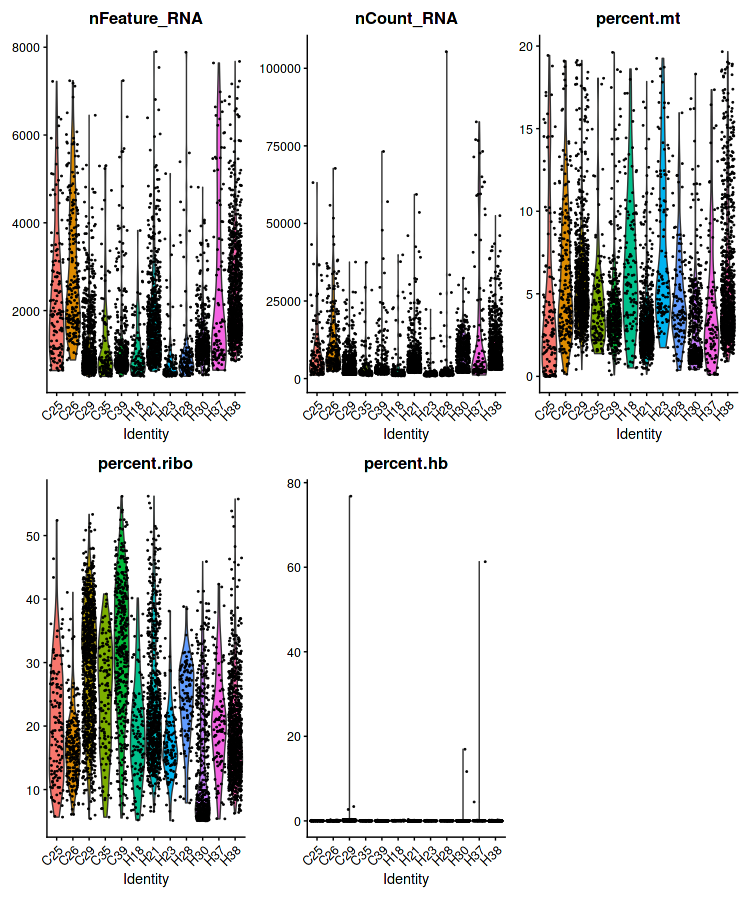 nFeature_RNA
8000
6000
4000
2000
C25
C26
C29
C35
C39
H18
H21
H23
H28
H30
H37
H38
Identity
nCount_RNA
100000
75000
50000
25000
0
C25
C26
C29
C35
C39
H18
H21
H23
H28
H30
H37
H38
Identity
percent.mt
20
15
10
5
0
C25
C26
C29
C35
C39
H18
H21
H23
H28
H30
H37
H38
Identity
percent.ribo
50
40
30
20
10
C25
C26
C29
C35
C39
H18
H21
H23
H28
H30
H37
H38
Identity
percent.hb
80
60
40
20
0
C25
C26
C29
C35
C39
H18
H21
H23
H28
H30
H37
H38
Identity